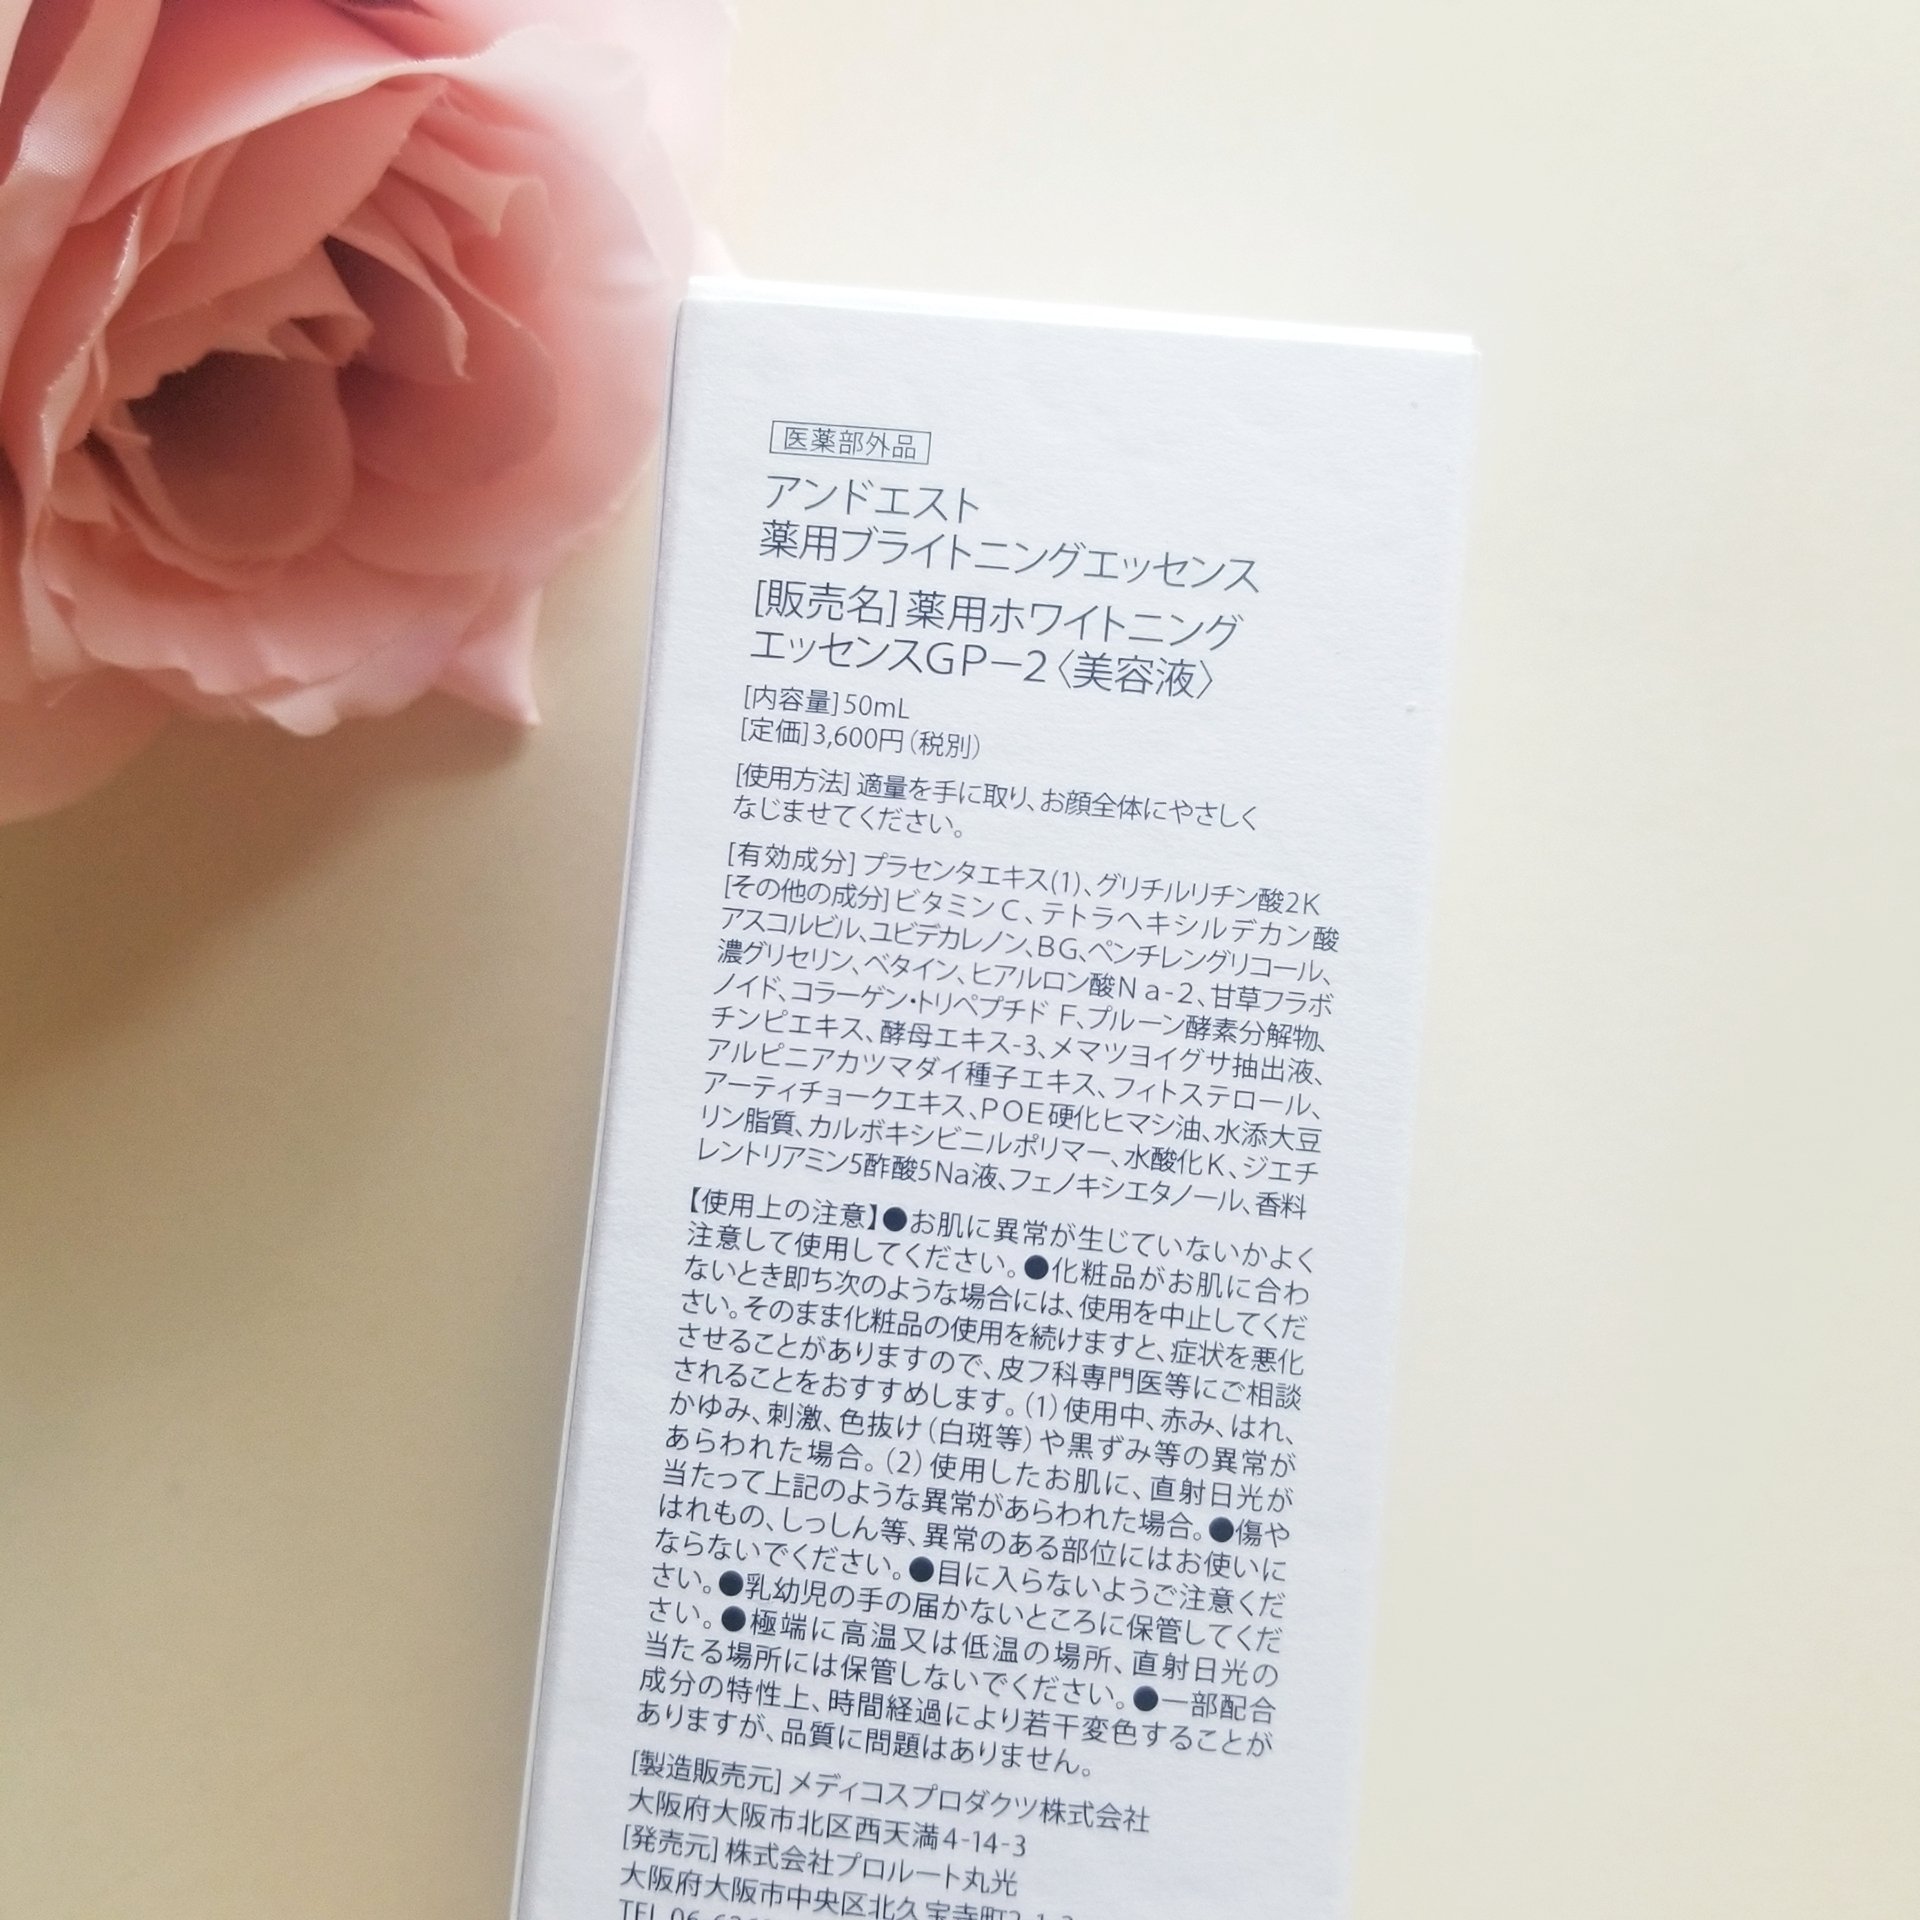 医薬部外品
アンドエスト
薬用ブライトニングエッセンス
[販売名]薬用ホワイトニング
エッセンスGP−2〈美容液〉
[内容量]50mL
[定価]3,600円(税別)
[使用方法] 適量を手に取り、お顔全体にやさしく
なじませてください。
[有効成分] プラセンタエキス(1)、グリチルリチン酸2K
[その他の成分] ビタミンC、テトラヘキシルデカン酸
アスコルビル、ユビデカレノン、BG、ペンチレングリコール、
濃グリセリン、ベタイン、ヒアルロン酸Na-2、甘草フラボ
ノイド、コラーゲン・トリペプチド F、プルーン酵素分解物、
チンピエキス、酵母エキス-3、メマツヨイグサ抽出液、
アルピニアカツマダイ種子エキス、フィトステロール、
アーティチョークエキス、POE硬化ヒマシ油、水添大豆
リン脂質、カルボキシビニルポリマー、水酸化K、ジエチ
レントリアミン5酢酸5Na液、フェノキシエタノール、香料
【使用上の注意】●お肌に異常が生じていないかよく
注意して使用してください。●化粧品がお肌に合わ
ないとき即ち次のような場合には、使用を中止してくだ
さい。そのまま化粧品の使用を続けますと、症状を悪化
させることがありますので、皮フ科専門医等にご相談
されることをおすすめします。(1)使用中、赤み、はれ、
かゆみ、刺激、色抜け(白斑等)や黒ずみ等の異常が
あらわれた場合。(2)使用したお肌に、直射日光が
当たって上記のような異常があらわれた場合。●傷や
はれもの、しっしん等、異常のある部位にはお使いに
ならないでください。●目に入らないようご注意くだ
さい。●乳幼児の手の届かないところに保管してくだ
さい。●極端に高温又は低温の場所、直射日光の
当たる場所には保管しないでください。●一部配合
成分の特性上、時間経過により若干変色することが
ありますが、品質に問題はありません。
[製造販売元] メディコスプロダクツ株式会社
大阪府大阪市北区西天満4-14-3
[発売元] 株式会社プロルート丸光
大阪府大阪市中央区北久宝寺町
TEL